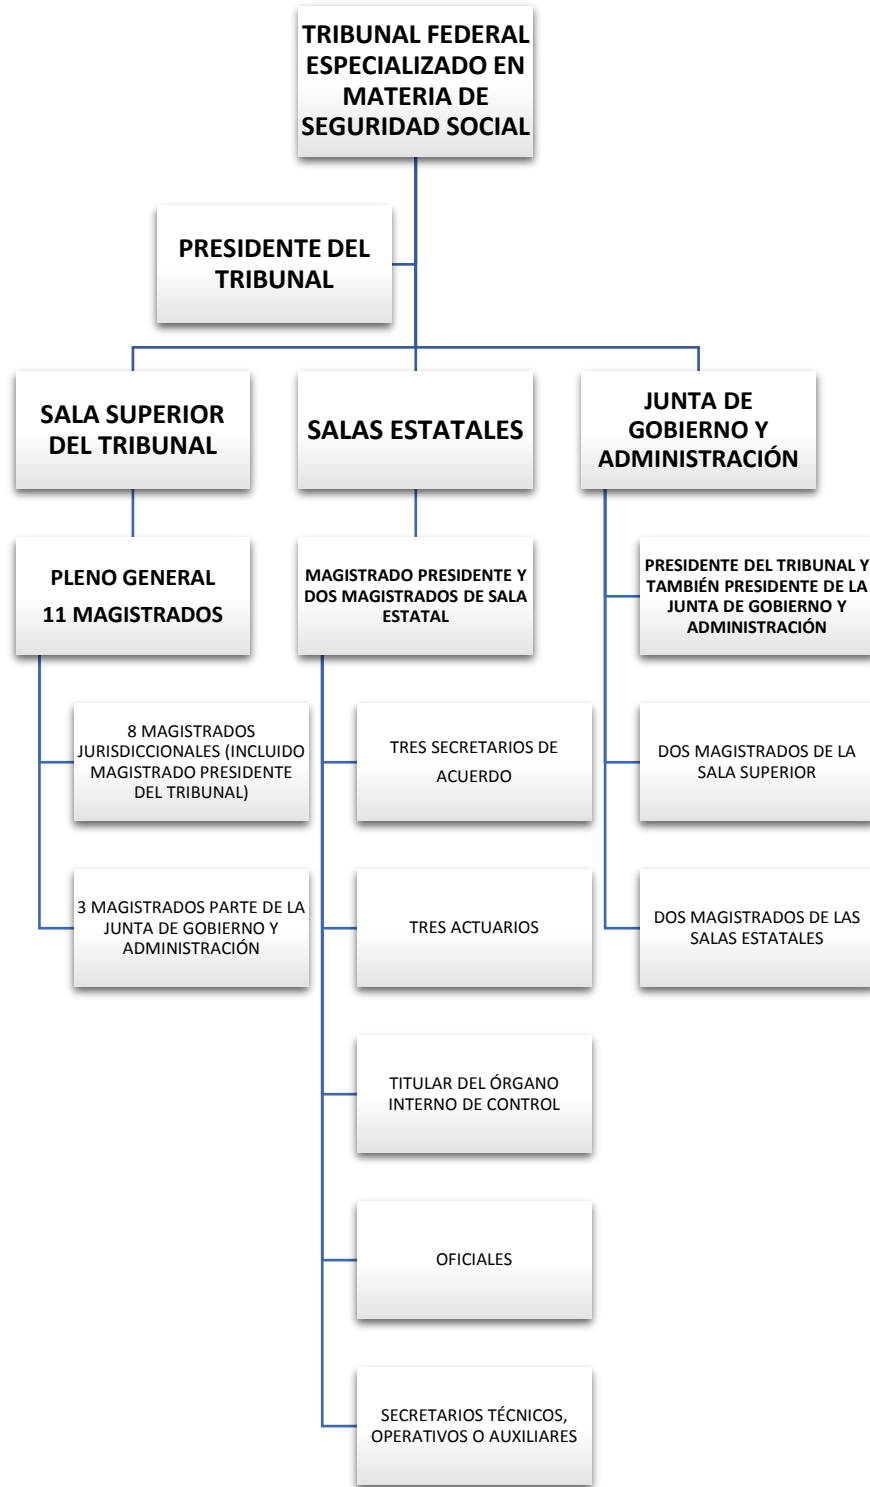 TRIBUNAL FEDERAL
ESPECIALIZADO EN
MATERIA DE
SEGURIDAD SOCIAL
PRESIDENTE DEL
TRIBUNAL
SALA SUPERIOR
DEL TRIBUNAL
PLENO GENERAL
11 MAGISTRADOS
8 MAGISTRADOS
JURISDICCIONALES (INCLUIDO
MAGISTRADO PRESIDENTE
DEL TRIBUNAL)
3 MAGISTRADOS PARTE DE LA
JUNTA DE GOBIERNO Y
ADMINISTRACIÓN
SALAS ESTATALES
MAGISTRADO PRESIDENTE Y
DOS MAGISTRADOS DE SALA
ESTATAL
TRES SECRETARIOS DE
ACUERDO
TRES ACTUARIOS
TITULAR DEL ÓRGANO
INTERNO DE CONTROL
OFICIALES
SECRETARIOS TÉCNICOS,
OPERATIVOS O AUXILIARES
JUNTA DE
GOBIERNO Y
ADMINISTRACIÓN
PRESIDENTE DEL TRIBUNAL Y
TAMBIÉN PRESIDENTE DE LA
JUNTA DE GOBIERNO Y
ADMINISTRACIÓN
DOS MAGISTRADOS DE LA
SALA SUPERIOR
DOS MAGISTRADOS DE LAS
SALAS ESTATALES